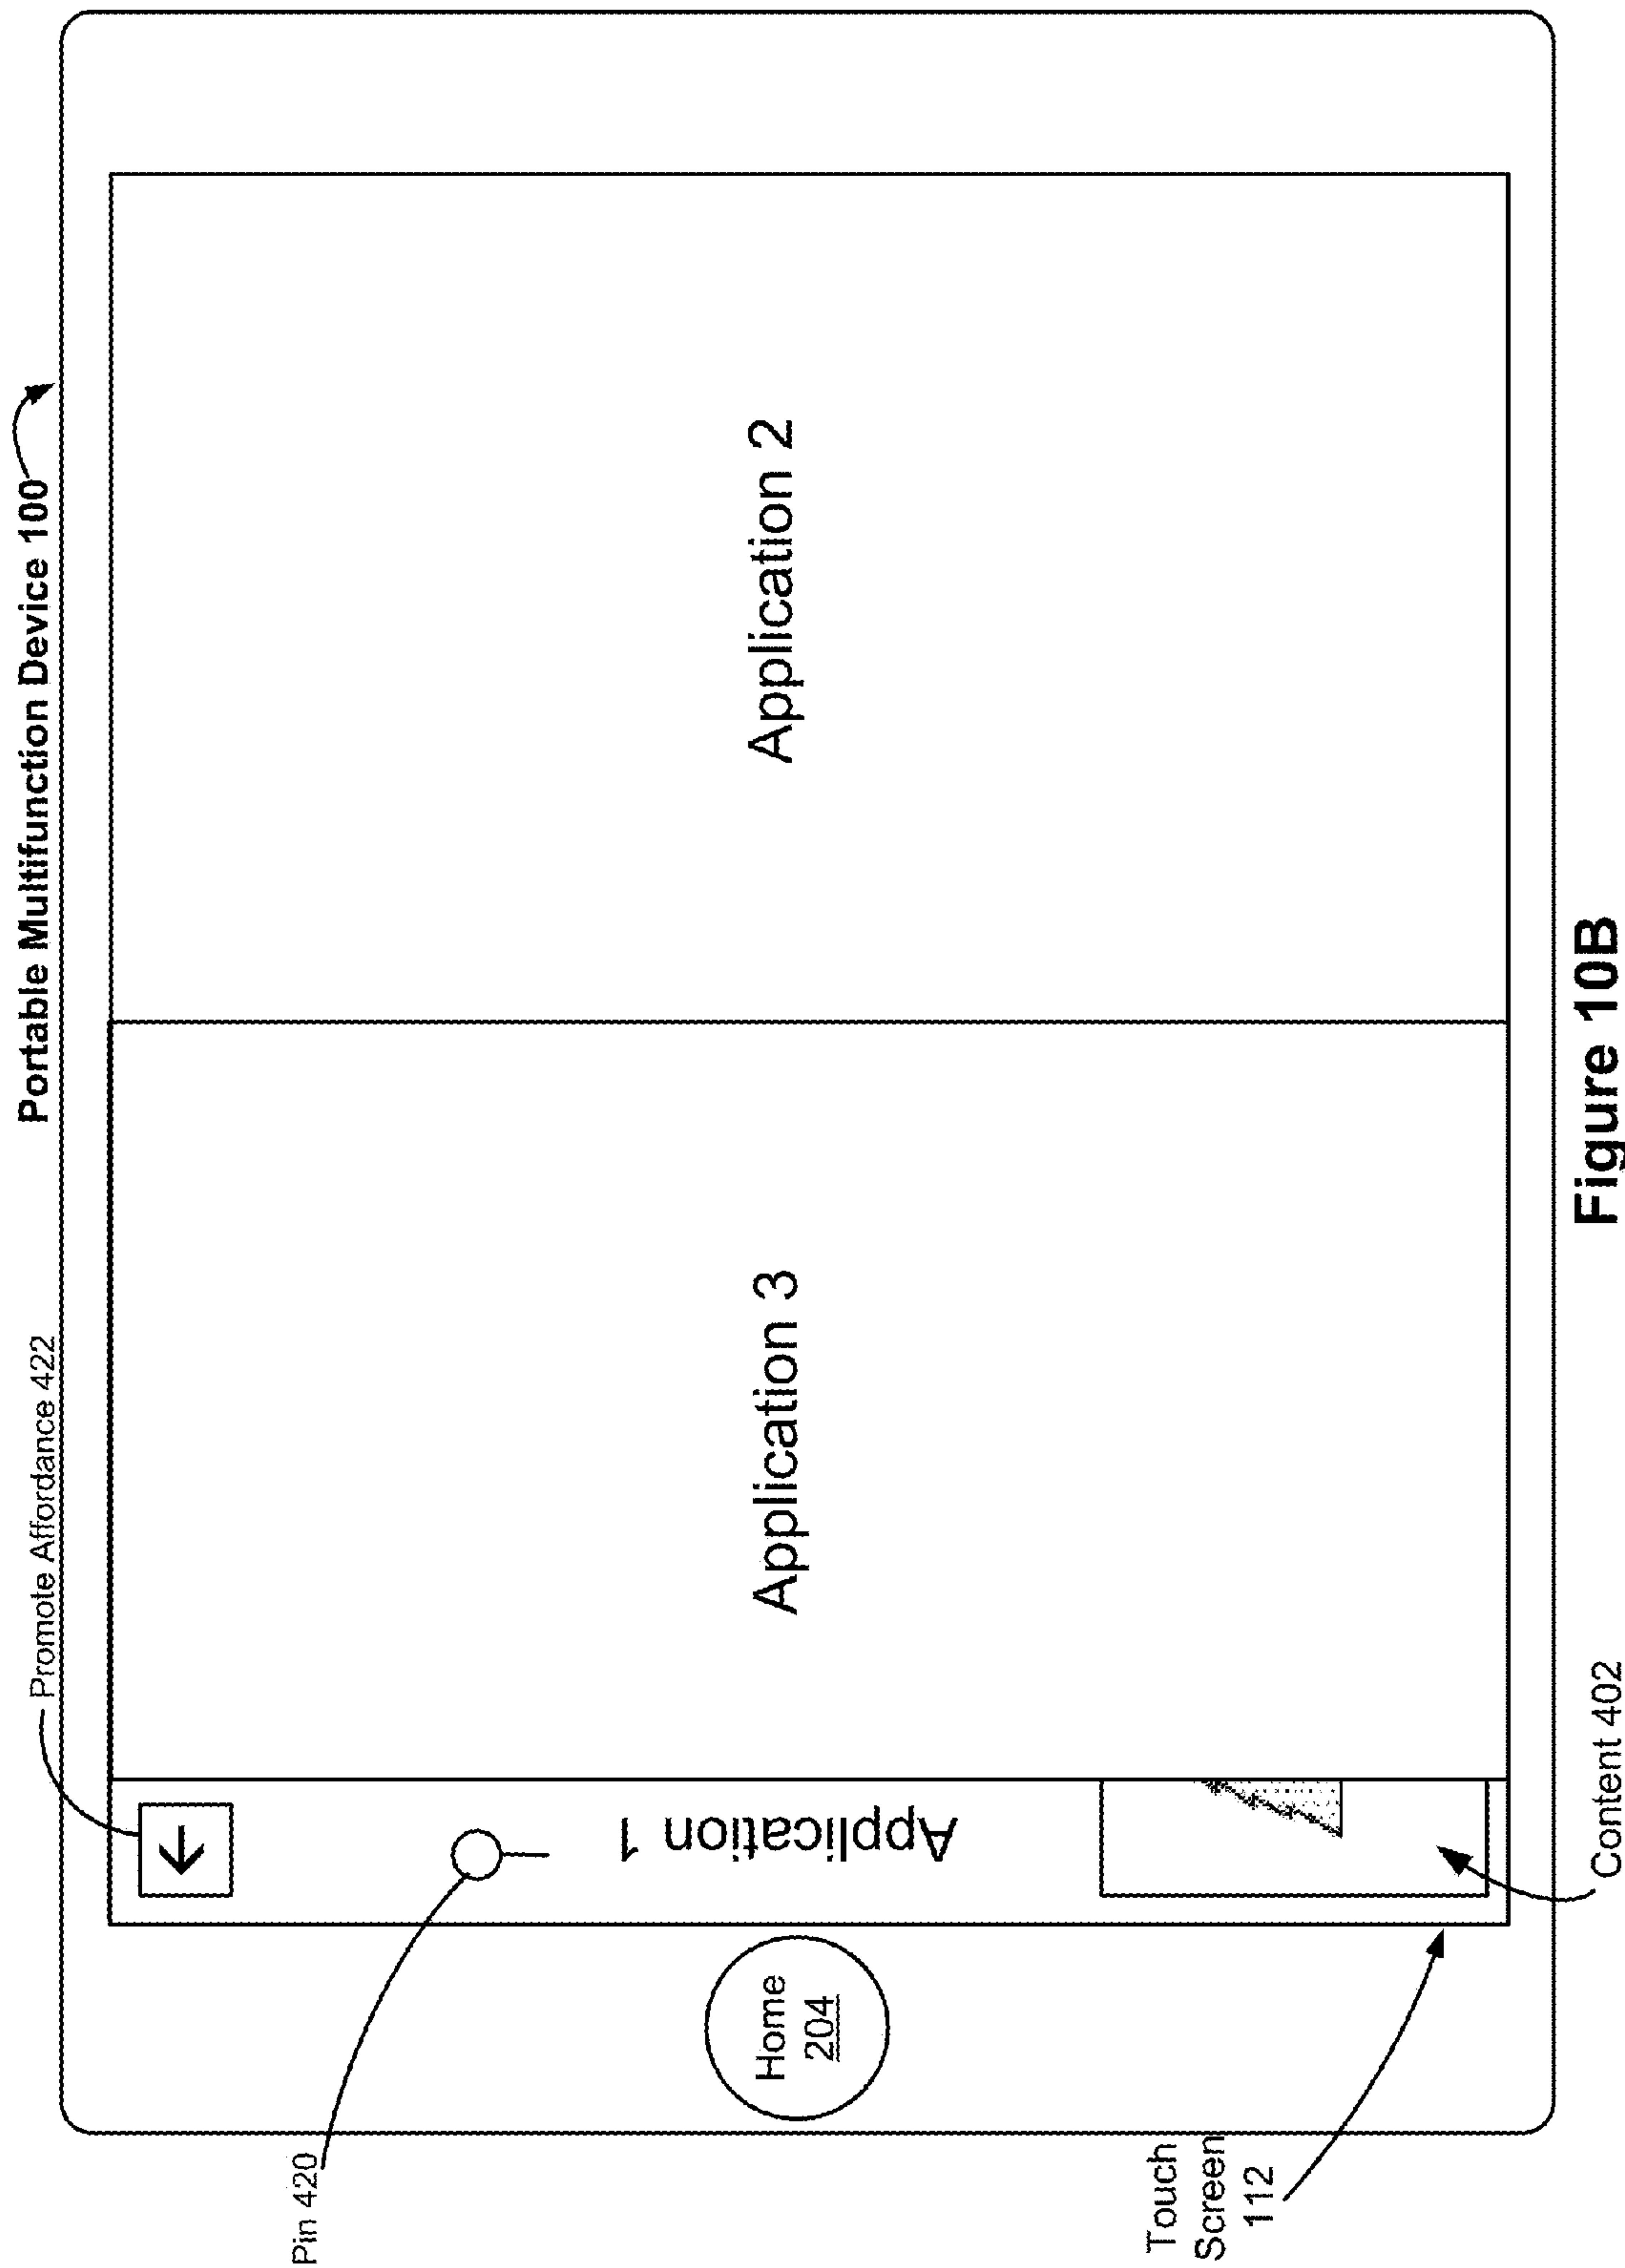 Portable Multifunction Device 100
Promote Affordance 422
Pin 420
Application 1
Application 3
Application 2
Home
204
Touch
Screen
112
Content 402
Figure 10B